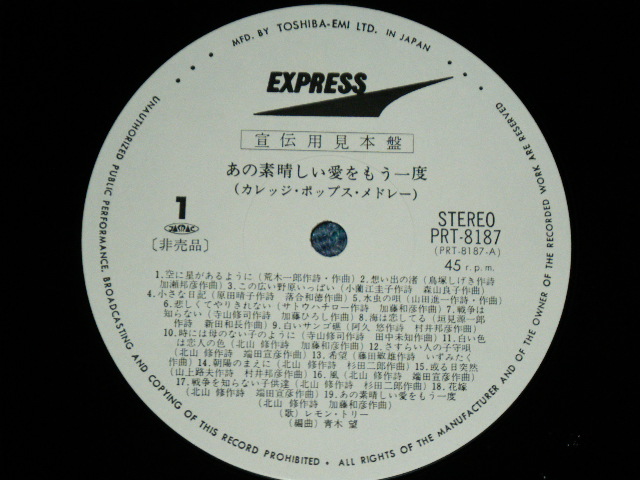 MFD. BY TOSHIBA-EMI LTD. IN JAPAN
EXPRESS
宣伝用見本盤
あの素晴しい愛をもう一度
(カレッジ・ポップス・メドレー)
1
JASRAC
〔非売品〕
STEREO
PRT-8187
(PRT-8187-A)
45 r.p.m.
1.空に星があるように (荒木一郎作詩・作曲) 2.想い出の渚 (鳥塚しげき作詩
加瀬邦彦作曲) 3.この広い野原いっぱい (小薗江圭子作詩 森山良子作曲)
4.小さな日記 (原田晴子作詩 落合和徳作曲) 5.水虫の唄 (山田進一作詩・作曲)
6.悲しくてやりきれない (サトウハチロー作詩 加藤和彦作曲) 7.戦争は
知らない (寺山修司作詩 加藤ひろし作曲) 8.海は恋してる (垣見源一郎
作詩 新田和長作曲) 9.白いサンゴ礁 (阿久 悠作詩 村井邦彦作曲)
10.時には母のない子のように (寺山修司作詩 田中未知作曲) 11.白い色
は恋人の色 (北山 修作詩 加藤和彦作曲) 12.さすらい人の子守唄
(北山 修作詩 端田宣彦作曲) 13.希望 (藤田敏雄作詩 いずみたく
作曲) 14.朝陽のまえに (北山 修作詩 杉田二郎作曲) 15.或る日突然
(山上路夫作詩 村井邦彦作曲) 16.風 (北山 修作詩 端田宣彦作曲)
17.戦争を知らない子供達 (北山 修作詩 杉田二郎作曲) 18.花嫁
(北山 修作詩 端田宣彦作曲) 19.あの素晴しい愛をもう一度
(北山 修作詩 加藤和彦作曲)
(歌) レモン・トリー
(編曲) 青木 望
UNAUTHORIZED PUBLIC PERFORMANCE, BROADCASTING AND COPYING OF THIS RECORD PROHIBITED • ALL RIGHTS OF THE MANUFACTURER AND OF THE OWNER OF THE RECORDED WORK ARE RESERVED